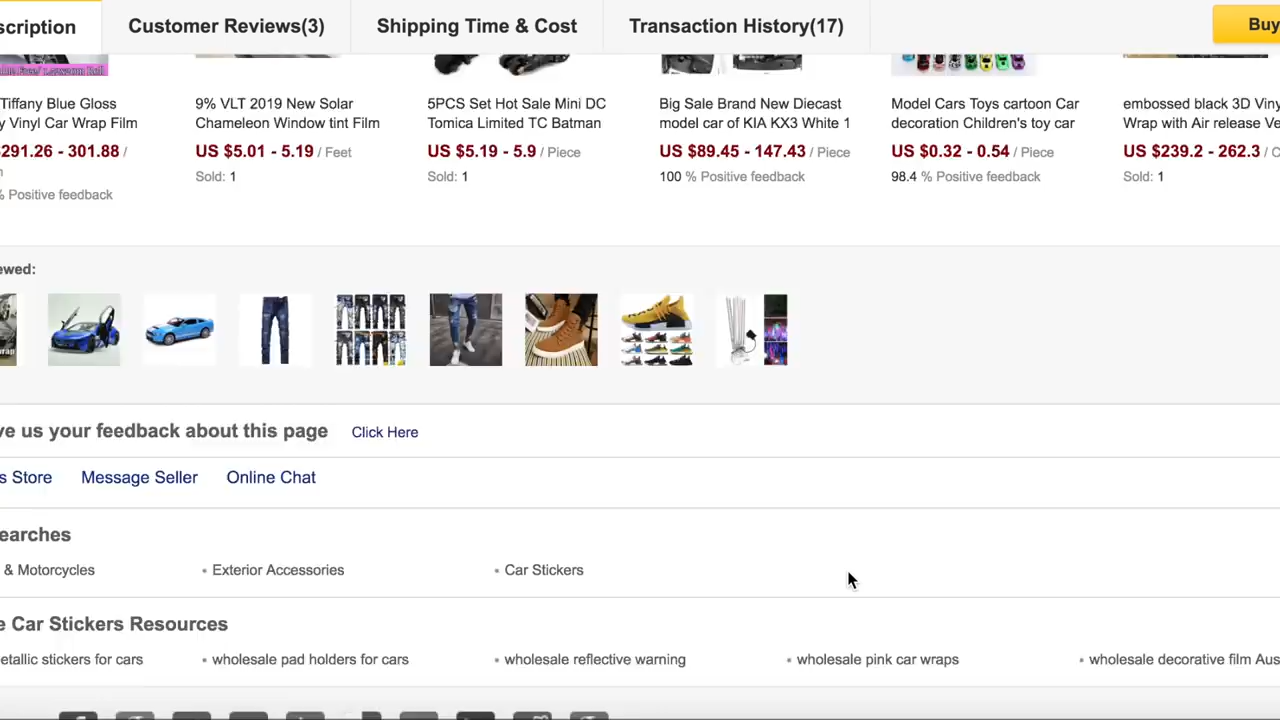 scription
Customer Reviews(3)
Shipping Time & Cost
Transaction History(17)
Buy
Tiffany Blue Gloss
y Vinyl Car Wrap Film
$291.26 - 301.88 /
% Positive feedback
9% VLT 2019 New Solar
Chameleon Window tint Film
US $5.01 - 5.19 / Feet
Sold: 1
5PCS Set Hot Sale Mini DC
Tomica Limited TC Batman
US $5.19 - 5.9 / Piece
Sold: 1
Big Sale Brand New Diecast
model car of KIA KX3 White 1
US $89.45 - 147.43 / Piece
100 % Positive feedback
Model Cars Toys cartoon Car
decoration Children's toy car
US $0.32 - 0.54 / Piece
98.4 % Positive feedback
embossed black 3D Viny
Wrap with Air release Ve
US $239.2 - 262.3 / C
Sold: 1
ewed:
ve us your feedback about this page Click Here
s Store
Message Seller
Online Chat
earches
& Motorcycles
Exterior Accessories
Car Stickers
e Car Stickers Resources
etallic stickers for cars
wholesale pad holders for cars
wholesale reflective warning
wholesale pink car wraps
wholesale decorative film Aus